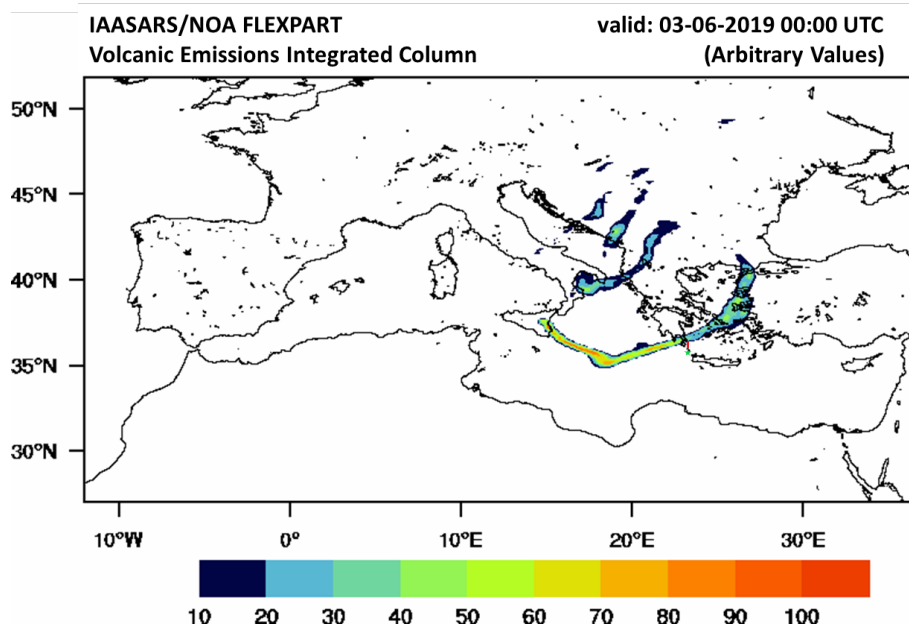 IAASARS/NOA FLEXPART
valid: 03-06-2019 00:00 UTC
Volcanic Emissions Integrated Column
(Arbitrary Values)
50°N
45°N
40°N
35°N
30°N
10°W 0° 10°E 20°E 30°E
10 20 30 40 50 60 70 80 90 100